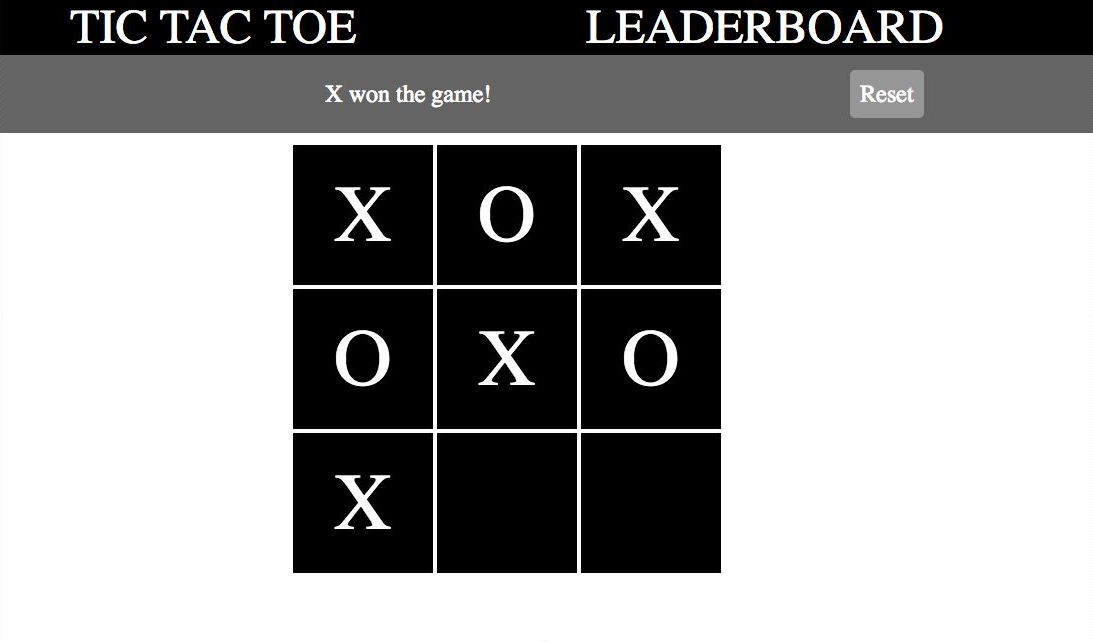 TIC TAC TOE LEADERBOARD
X won the game! Reset
X O X
O X O
X